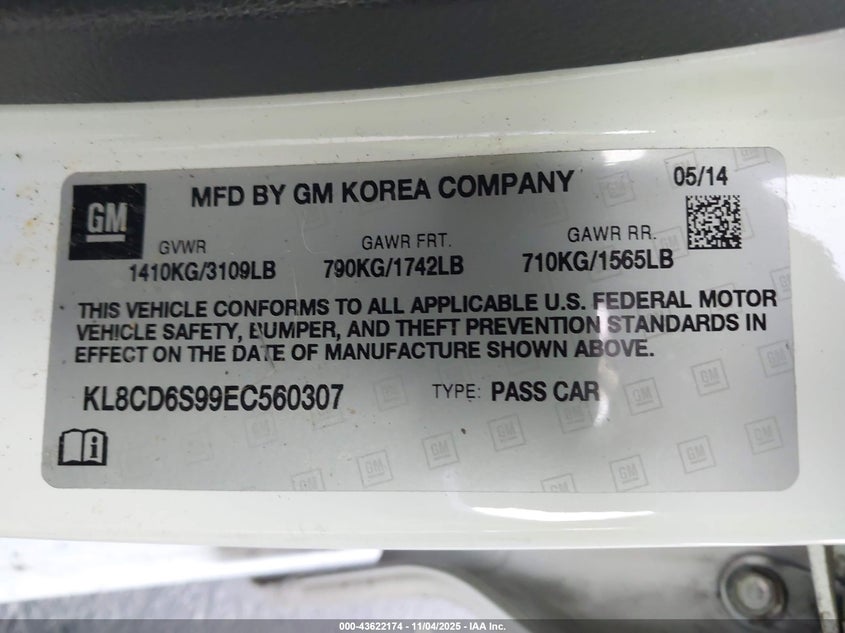 GM
MFD BY GM KOREA COMPANY
05/14
GVWR
1410KG/3109LB
GAWR FRT.
790KG/1742LB
GAWR RR.
710KG/1565LB
THIS VEHICLE CONFORMS TO ALL APPLICABLE U.S. FEDERAL MOTOR
VEHICLE SAFETY, BUMPER, AND THEFT PREVENTION STANDARDS IN
EFFECT ON THE DATE OF MANUFACTURE SHOWN ABOVE.
KL8CD6S99EC560307
TYPE: PASS CAR
000-43622174 - 11/04/2025 - IAA Inc.